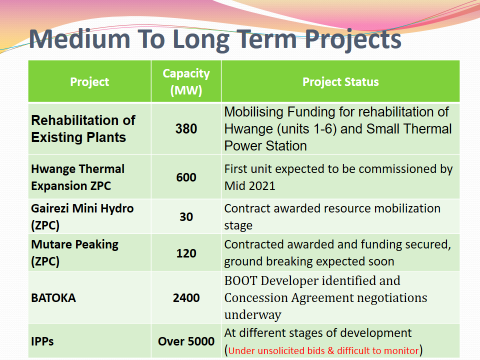 Medium To Long Term Projects
Project
Capacity
(MW)
Project Status
Rehabilitation of
Existing Plants
380
Mobilising Funding for rehabilitation of
Hwange (units 1-6) and Small Thermal
Power Station
Hwange Thermal
Expansion ZPC
600
First unit expected to be commissioned by
Mid 2021
Gairezi Mini Hydro
(ZPC)
30
Contract awarded resource mobilization
stage
Mutare Peaking
(ZPC)
120
Contracted awarded and funding secured,
ground breaking expected soon
BATOKA
2400
BOOT Developer identified and
Concession Agreement negotiations
underway
IPPs
Over 5000
At different stages of development
(Under unsolicited bids & difficult to monitor)